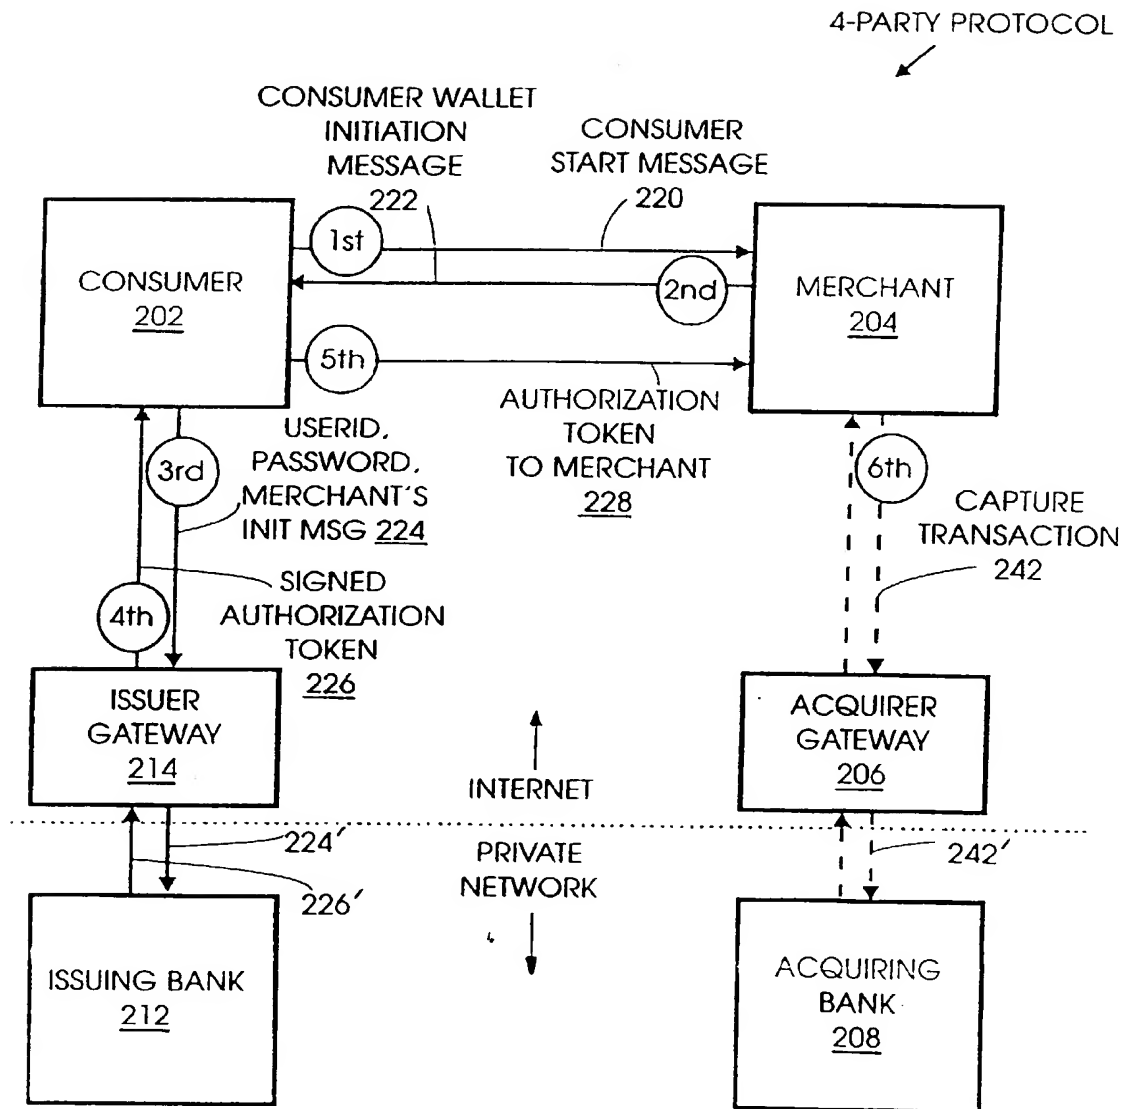 4-PARTY PROTOCOL
CONSUMER WALLET
INITIATION
MESSAGE
222
CONSUMER
START MESSAGE
220
1st
CONSUMER
202
2nd
MERCHANT
204
5th
AUTHORIZATION
TOKEN
TO MERCHANT
228
USERID,
PASSWORD,
MERCHANT'S
INIT MSG 224
3rd
6th
CAPTURE
TRANSACTION
242
SIGNED
AUTHORIZATION
TOKEN
226
4th
ISSUER
GATEWAY
214
ACQUIRER
GATEWAY
206
INTERNET
224'
226'
PRIVATE
NETWORK
242'
ISSUING BANK
212
ACQUIRING
BANK
208